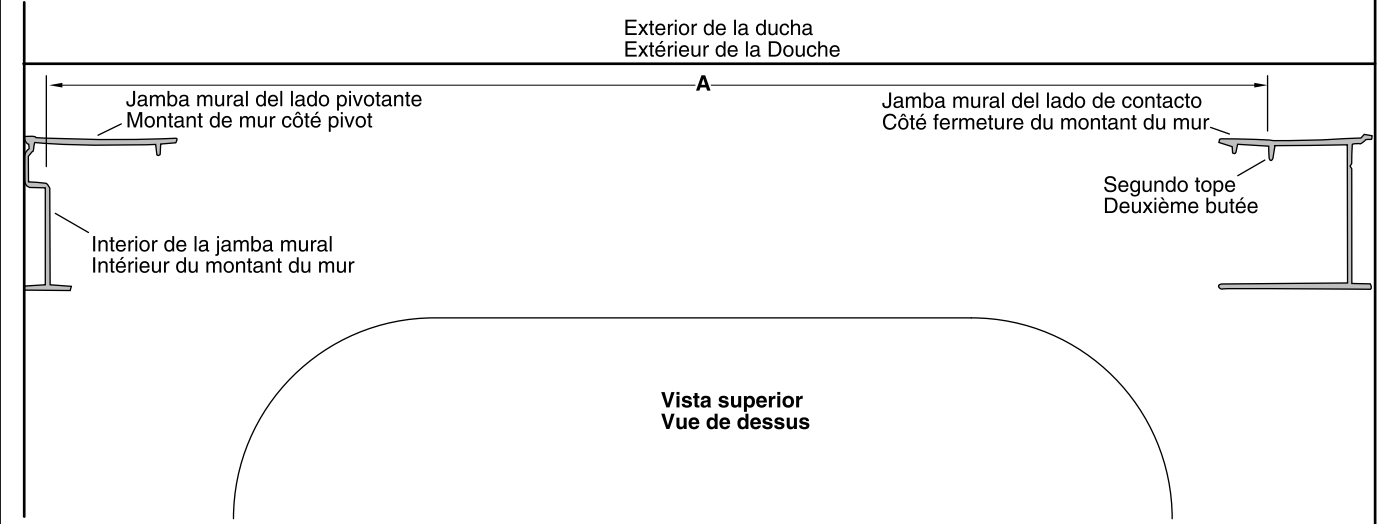 Exterior de la ducha
Extérieur de la Douche
A
Jamba mural del lado pivotante
Montant de mur côté pivot
Jamba mural del lado de contacto
Côté fermeture du montant du mur
Segundo tope
Deuxième butée
Interior de la jamba mural
Intérieur du montant du mur
Vista superior
Vue de dessus